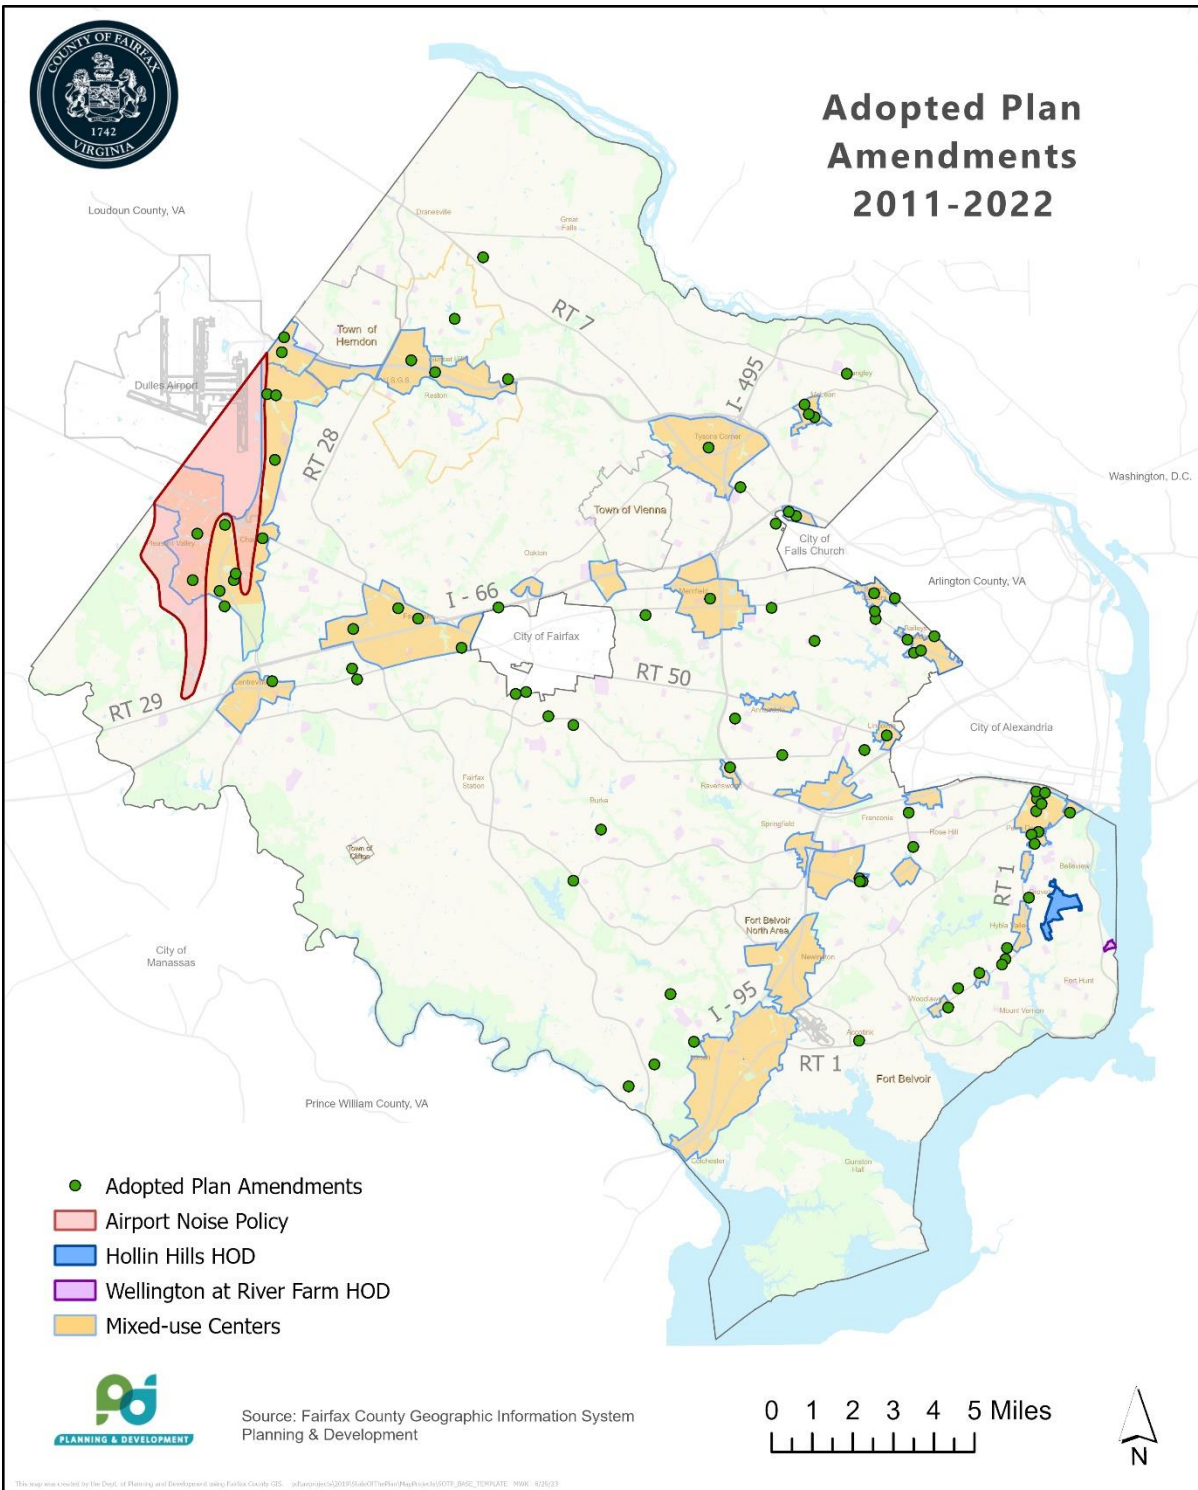 COUNTY OF FAIRFAX
1742
VIRGINIA
Adopted Plan
Amendments
2011-2022
Loudoun County, VA
Dranesville
Great
Falls
RT 7
Town of
Herndon
Dulles Airport
Reston
I-495
Langley
McLean
RT 28
Tysons Corner
Washington, D.C.
Town of Vienna
City of
Falls Church
Oakton
Arlington County, VA
I - 66
Merrifield
City of Fairfax
RT 50
RT 29
Centreville
Annandale
City of Alexandria
Fairfax
Station
Ravensworth
Burke
Springfield
Franconia
Rose Hill
Town of
Clifton
Belleview
RT 1
Fort Belvoir
North Area
Hybla Valley
City of
Manassas
Newington
Fort Hunt
I - 95
Woodlawn
Mount Vernon
Accotink
RT 1
Fort Belvoir
Prince William County, VA
Colchester
Gunston
Hall
Adopted Plan Amendments
Airport Noise Policy
Hollin Hills HOD
Wellington at River Farm HOD
Mixed-use Centers
PLANNING & DEVELOPMENT
Source: Fairfax County Geographic Information System
Planning & Development
0 1 2 3 4 5 Miles
N